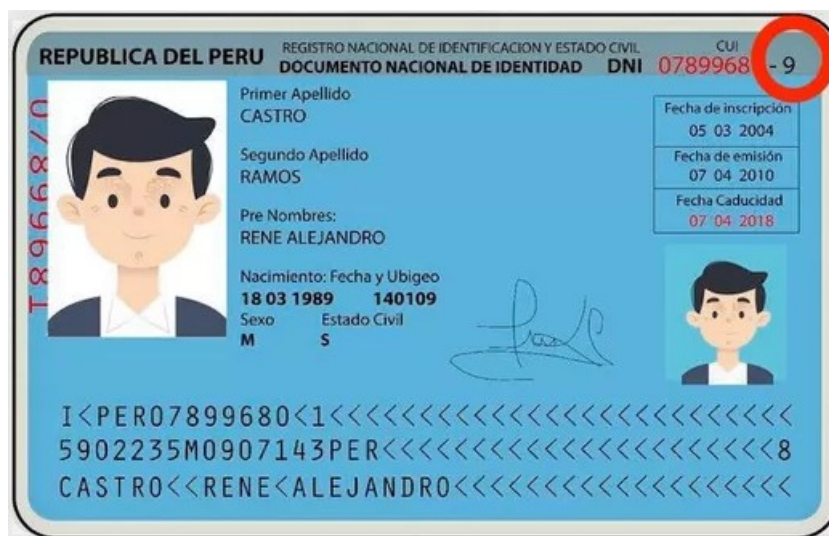 REPUBLICA DEL PERU
REGISTRO NACIONAL DE IDENTIFICACION Y ESTADO CIVIL
DOCUMENTO NACIONAL DE IDENTIDAD DNI
CUI
0789968 - 9
Primer Apellido
CASTRO
Segundo Apellido
RAMOS
Pre Nombres:
RENE ALEJANDRO
Nacimiento: Fecha y Ubigeo
18 03 1989 140109
Sexo Estado Civil
M S
Fecha de inscripción
05 03 2004
Fecha de emisión
07 04 2010
Fecha Caducidad
07 04 2018
I<PER07899680<1<<<<<<<<<<<<<<<<<<<<<<<<<<<
5902235M0907143PER<<<<<<<<<<<<<<<<<<<<<<8
CASTRO<<RENE<ALEJANDRO<<<<<<<<<<<<<<<<<<<<